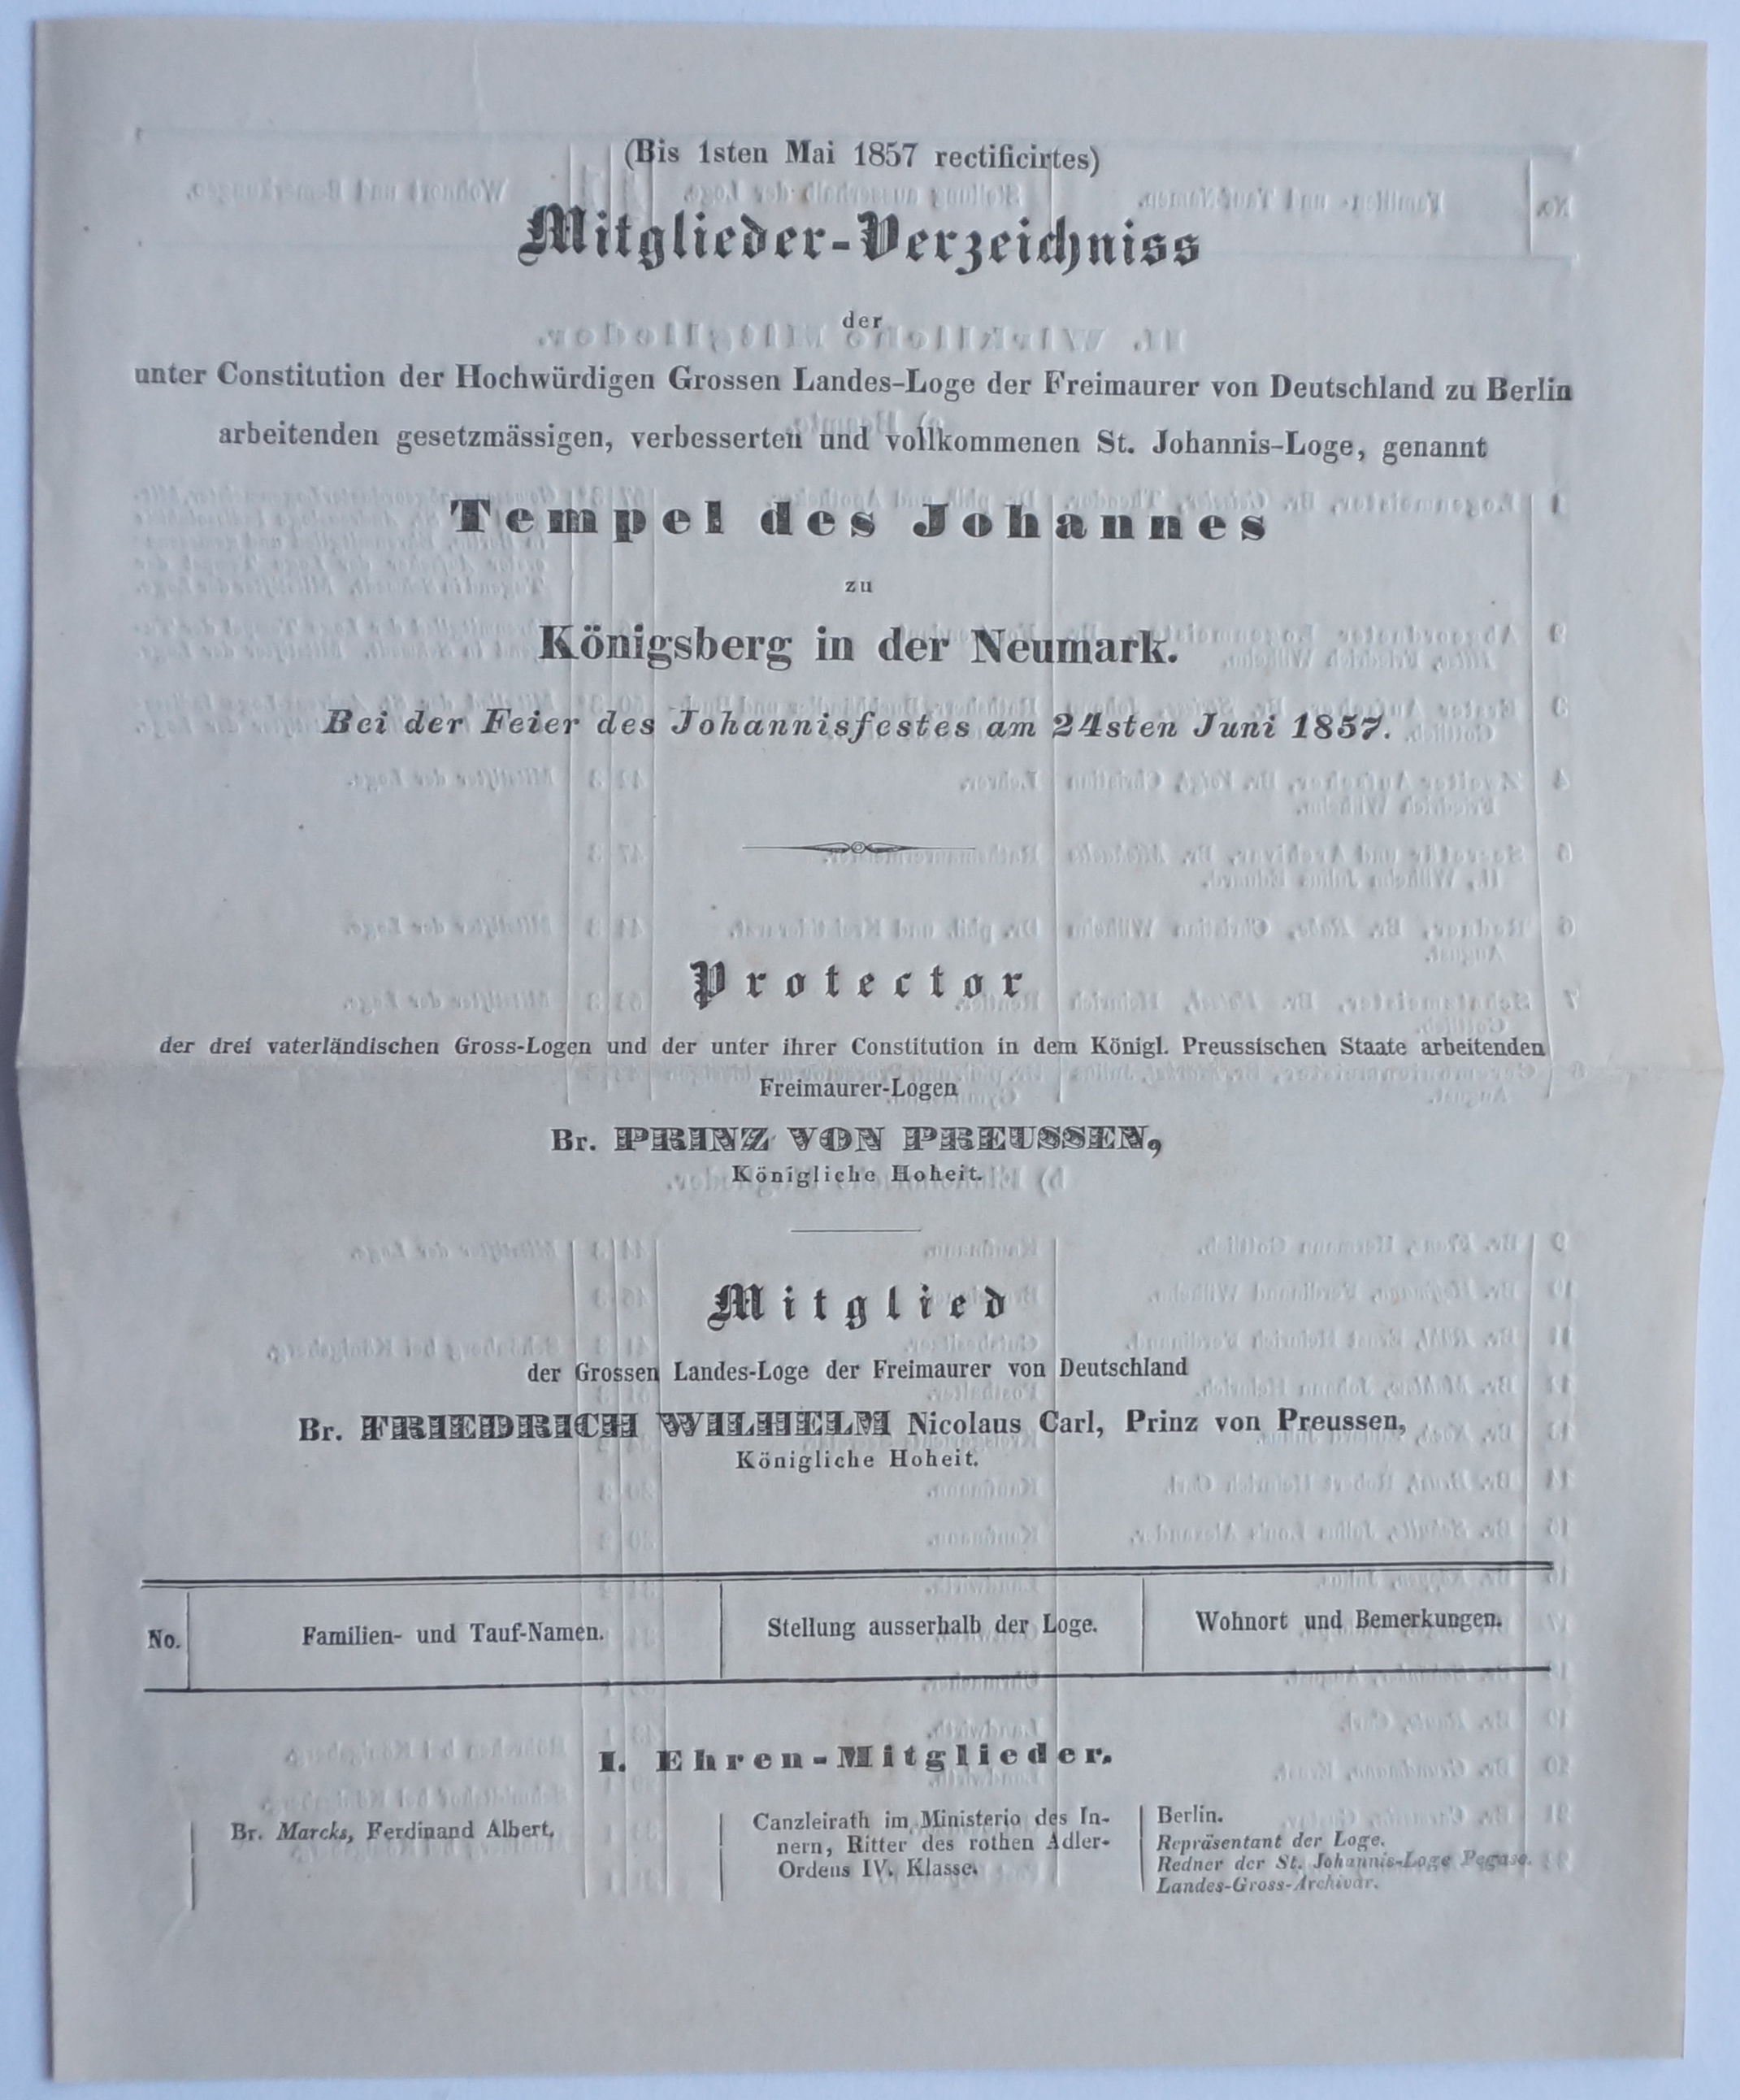 (Bis 1sten Mai 1857 rectificirtes)
Mitglieder-Verzeichniss
der
unter Constitution der Hochwürdigen Grossen Landes-Loge der Freimaurer von Deutschland zu Berlin
arbeitenden gesetzmässigen, verbesserten und vollkommenen St. Johannis-Loge, genannt
Tempel des Johannes
zu
Königsberg in der Neumark.
Bei der Feier des Johannisfestes am 24sten Juni 1857.
Protector
der drei vaterländischen Gross-Logen und der unter ihrer Constitution in dem Königl. Preussischen Staate arbeitenden
Freimaurer-Logen
Br. PRINZ VON PREUSSEN,
Königliche Hoheit.
Mitglied
der Grossen Landes-Loge der Freimaurer von Deutschland
Br. FRIEDRICH WILHELM Nicolaus Carl, Prinz von Preussen,
Königliche Hoheit.
No. Familien- und Tauf-Namen. Stellung ausserhalb der Loge. Wohnort und Bemerkungen.
I. Ehren-Mitglieder.
Br. Marcks, Ferdinand Albert,
Canzleirath im Ministerio des In-
nern, Ritter des rothen Adler-
Ordens IV. Klasse.
Berlin.
Repräsentant der Loge.
Redner der St. Johannis-Loge Pegase.
Landes-Gross-Archivar.